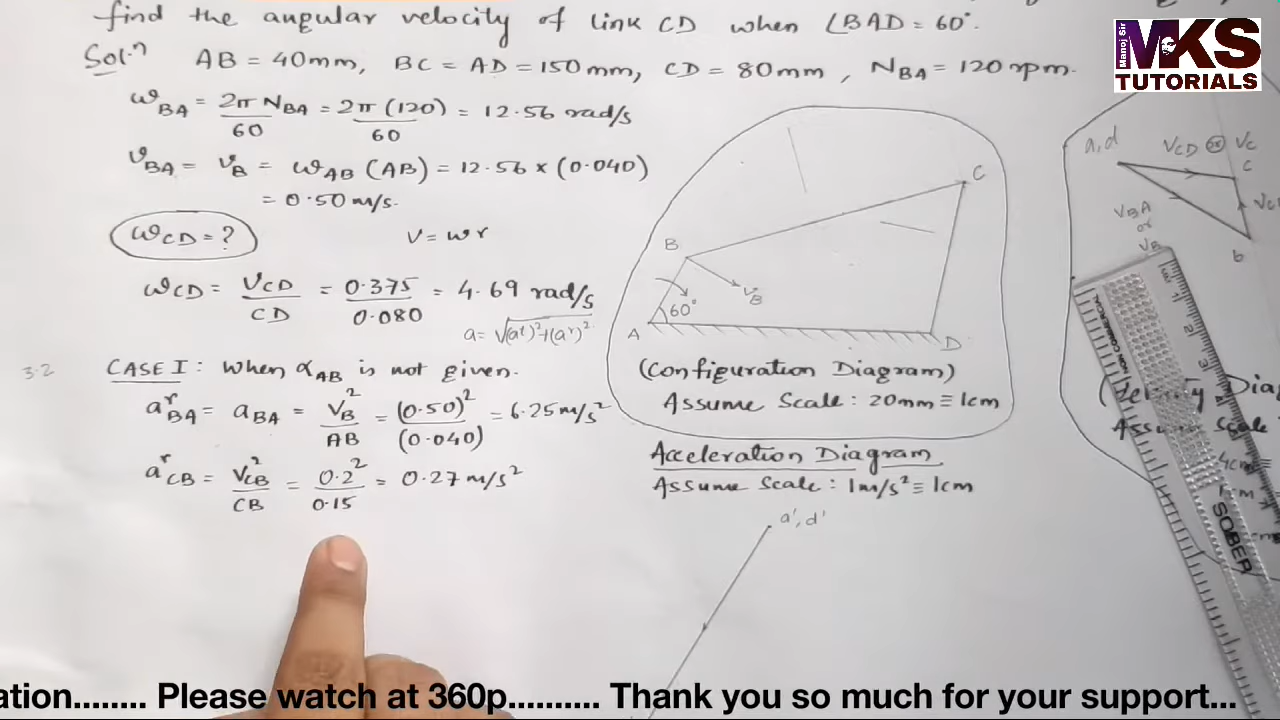 find the angular velocity of link CD when ∠BAD = 60°.
Manoj Sir
MKS
TUTORIALS
Sol.ⁿ AB = 40mm, BC = AD = 150mm, CD = 80mm, N_BA = 120 rpm.
ω_BA = 2π N_BA / 60 = 2π (120) / 60 = 12.56 rad/s
v_BA = v_B = ω_AB (AB) = 12.56 × (0.040)
= 0.50 m/s.
ω_CD = ?
V = ωr
ω_CD = V_CD / CD = 0.375 / 0.080 = 4.69 rad/s
a = √(aᵗ)²+(aʳ)²
3.2
CASE I : When α_AB is not given.
aʳ_BA = a_BA = V_B² / AB = (0.50)² / (0.040) = 6.25 m/s²
aʳ_CB = V_CB² / CB = 0.2² / 0.15 = 0.27 m/s²
C
B
V_B
60°
A
D
(Configuration Diagram)
Assume Scale : 20mm ≡ 1cm
Acceleration Diagram
Assume Scale : 1m/s² ≡ 1cm
a', d'
a,d
V_CD or V_C
C
V_BA
or
V_B
b
NON COMMERCIAL
SOBER
ation........ Please watch at 360p.......... Thank you so much for your support...